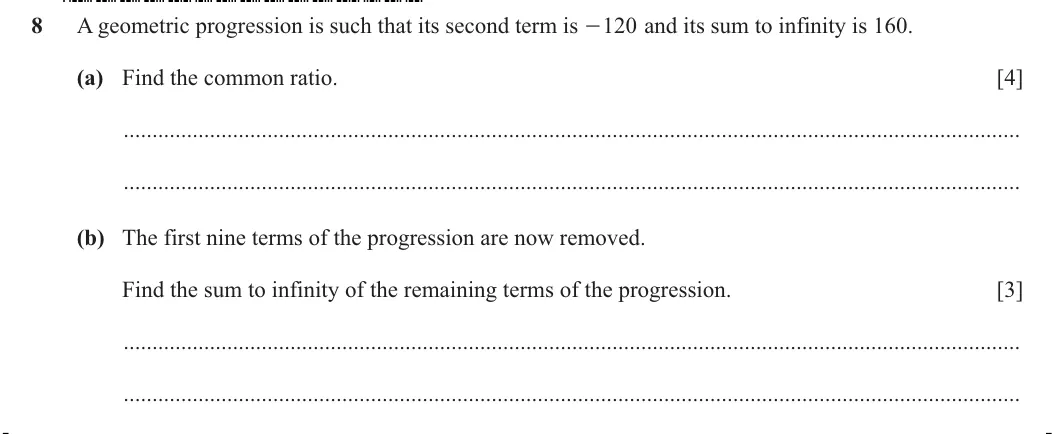 8 A geometric progression is such that its second term is −120 and its sum to infinity is 160.
(a) Find the common ratio. [4]
(b) The first nine terms of the progression are now removed.
Find the sum to infinity of the remaining terms of the progression. [3]